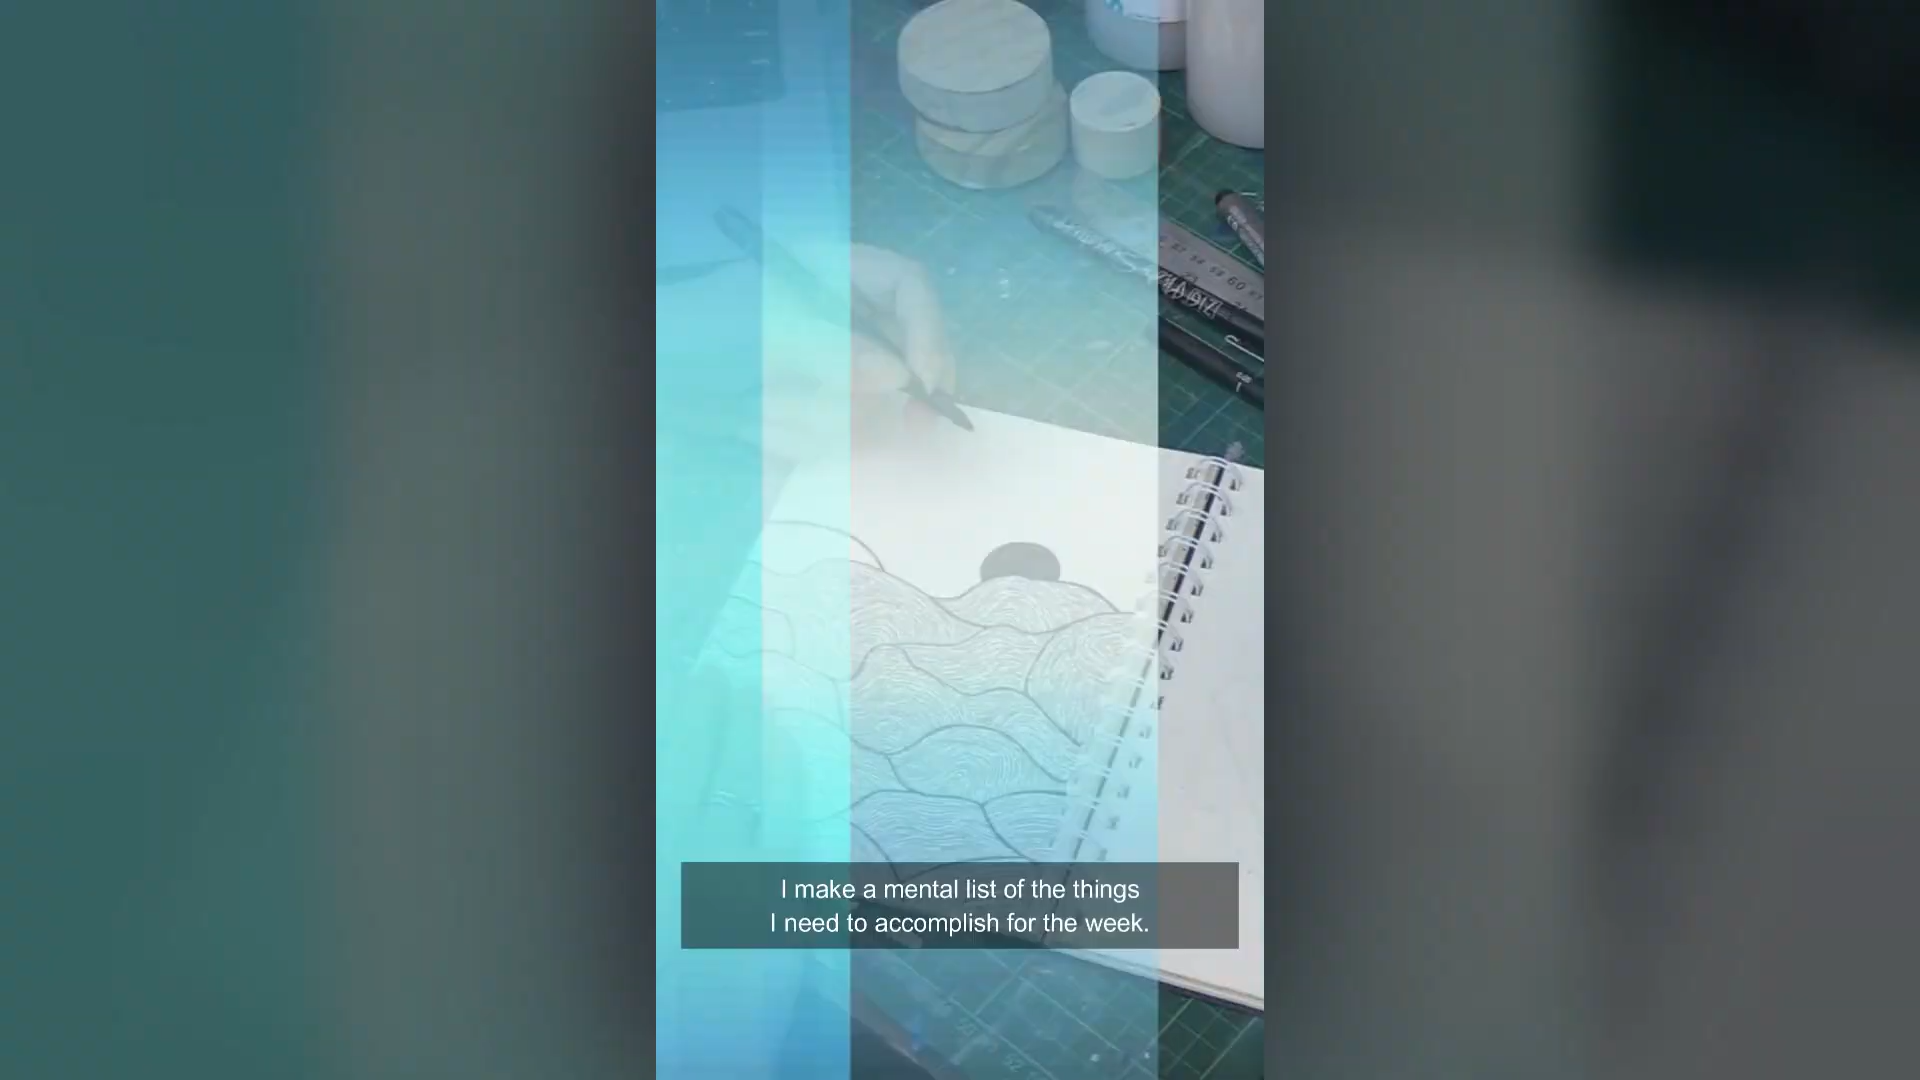 I make a mental list of the things
I need to accomplish for the week.